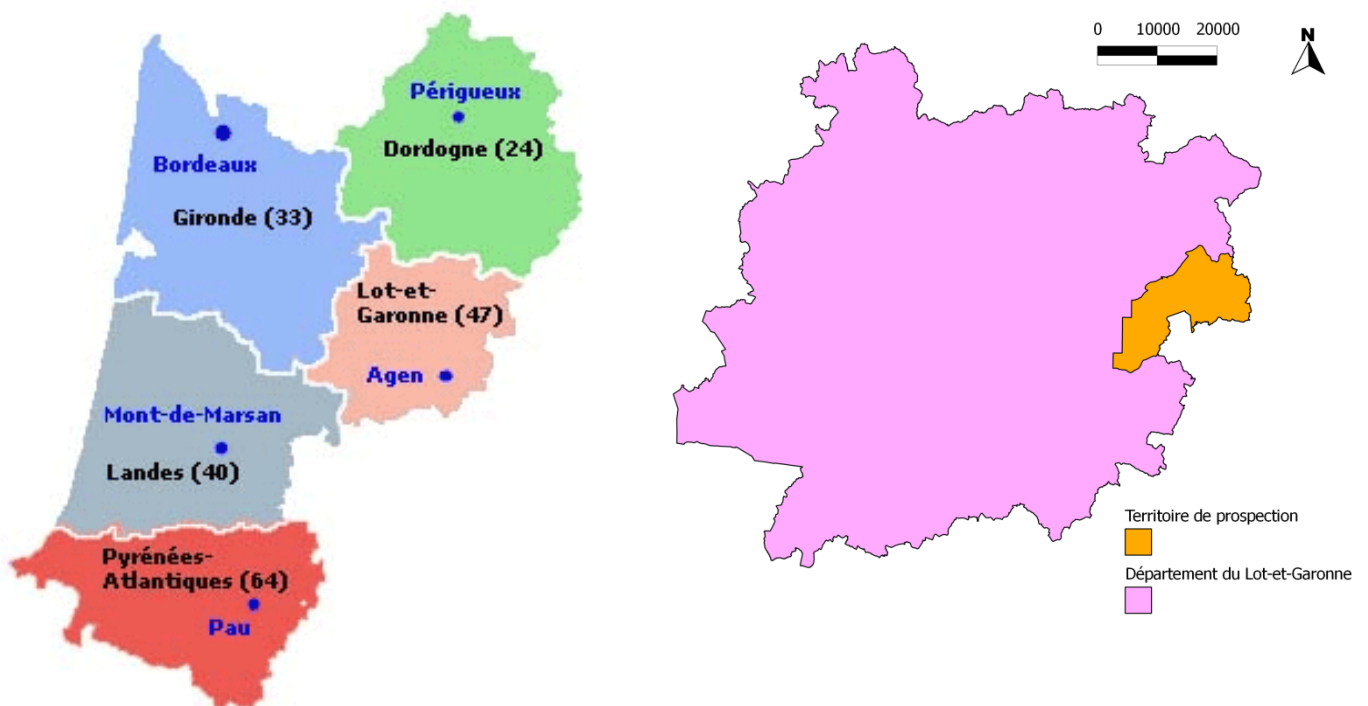 Périgueux
Dordogne (24)
Bordeaux
Gironde (33)
Lot-et-
Garonne (47)
Agen
Mont-de-Marsan
Landes (40)
Pyrénées-
Atlantiques (64)
Pau
0 10000 20000
N
Territoire de prospection
Département du Lot-et-Garonne